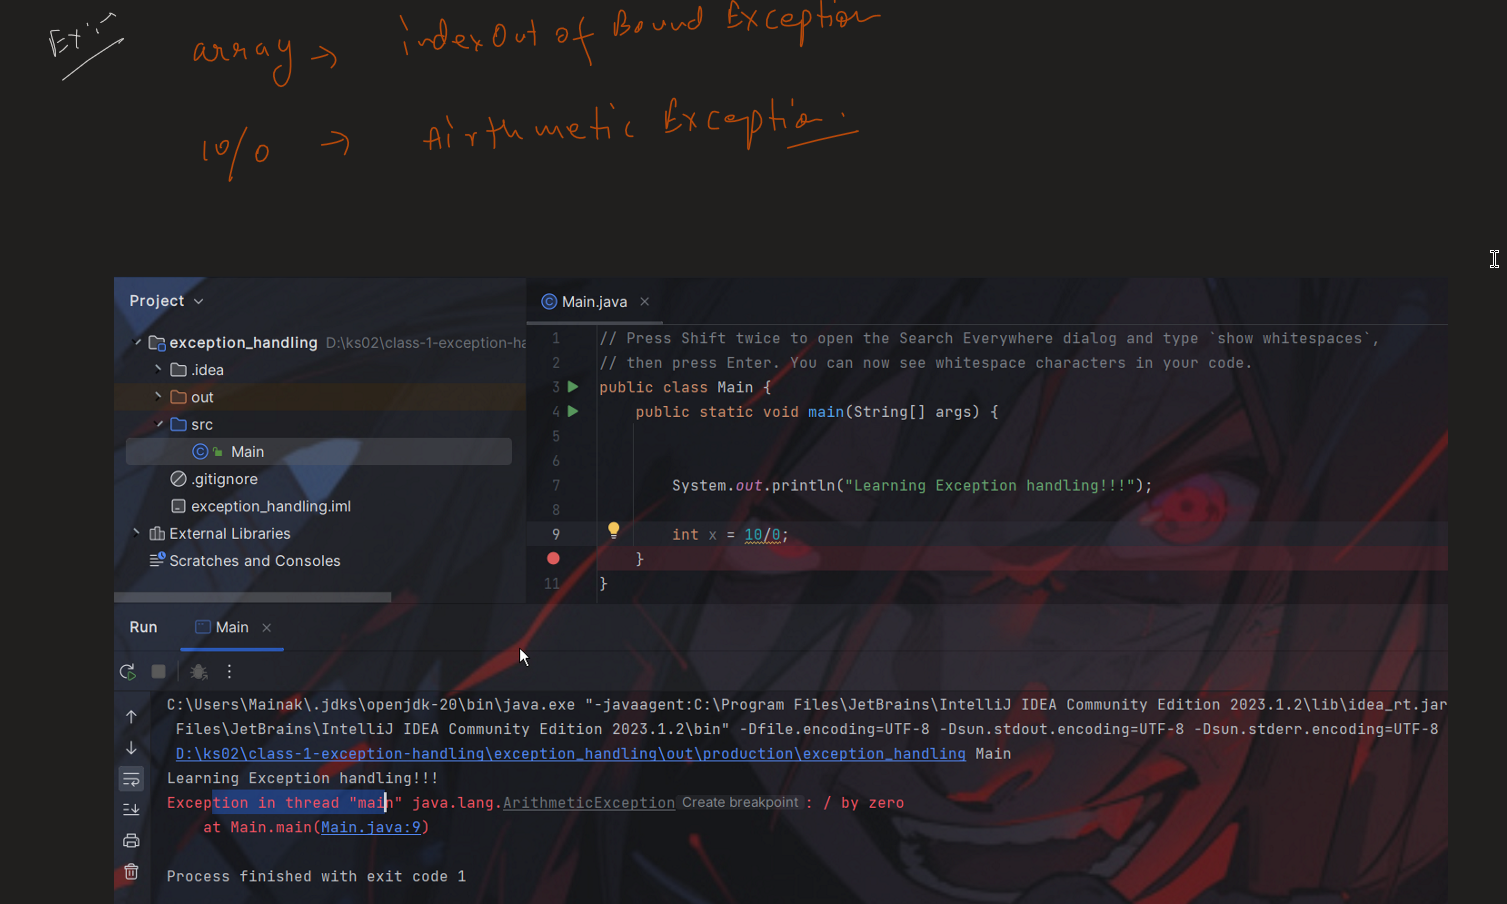 array → indexOut of Bound Exception
10/0 → Airthmetic Exception.
Project
Main.java
exception_handling D:\ks02\class-1-exception-ha
.idea
out
src
Main
.gitignore
exception_handling.iml
External Libraries
Scratches and Consoles
1 // Press Shift twice to open the Search Everywhere dialog and type `show whitespaces`,
2 // then press Enter. You can now see whitespace characters in your code.
3 public class Main {
4 public static void main(String[] args) {
5
6
7 System.out.println("Learning Exception handling!!!");
8
9 int x = 10/0;
}
11 }
Run Main
C:\Users\Mainak\.jdks\openjdk-20\bin\java.exe "-javaagent:C:\Program Files\JetBrains\IntelliJ IDEA Community Edition 2023.1.2\lib\idea_rt.jar
Files\JetBrains\IntelliJ IDEA Community Edition 2023.1.2\bin" -Dfile.encoding=UTF-8 -Dsun.stdout.encoding=UTF-8 -Dsun.stderr.encoding=UTF-8
D:\ks02\class-1-exception-handling\exception_handling\out\production\exception_handling Main
Learning Exception handling!!!
Exception in thread "main" java.lang.ArithmeticException Create breakpoint : / by zero
at Main.main(Main.java:9)
Process finished with exit code 1